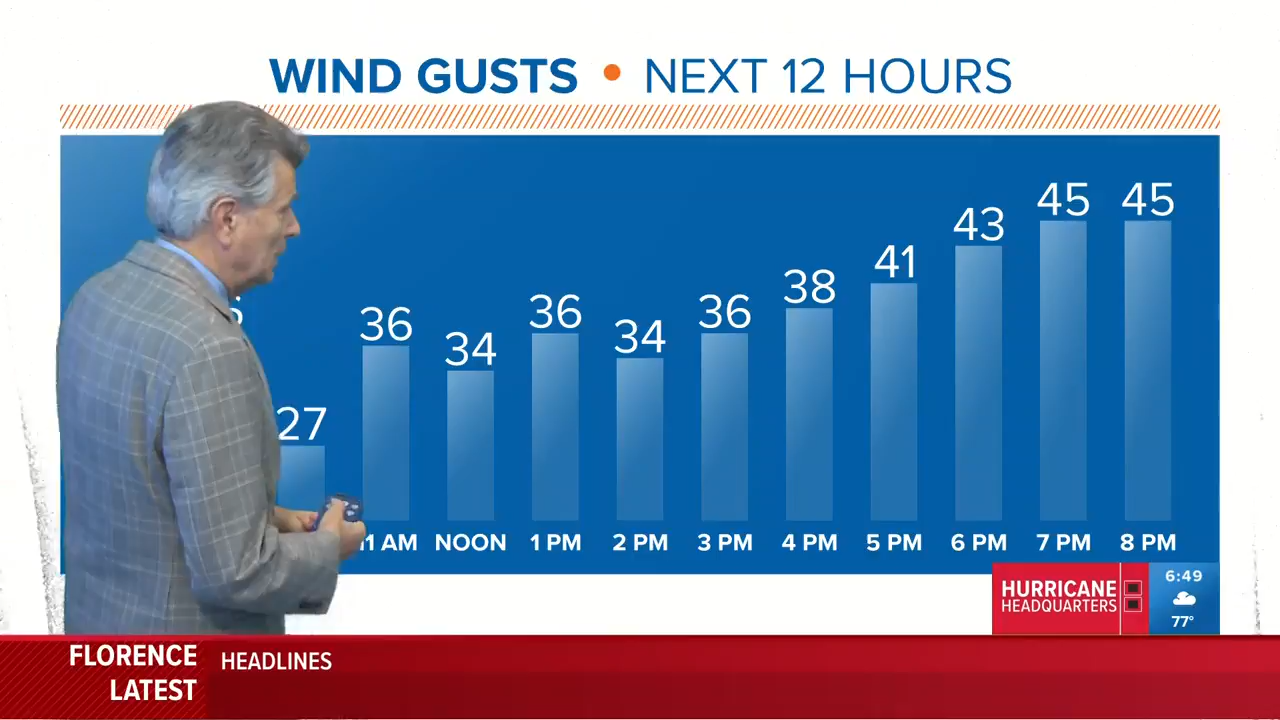 WIND GUSTS • NEXT 12 HOURS
45 45
43
41
38
36 36 36
34 34
27
11 AM NOON 1 PM 2 PM 3 PM 4 PM 5 PM 6 PM 7 PM 8 PM
HURRICANE
HEADQUARTERS
6:49
77°
FLORENCE
LATEST
HEADLINES